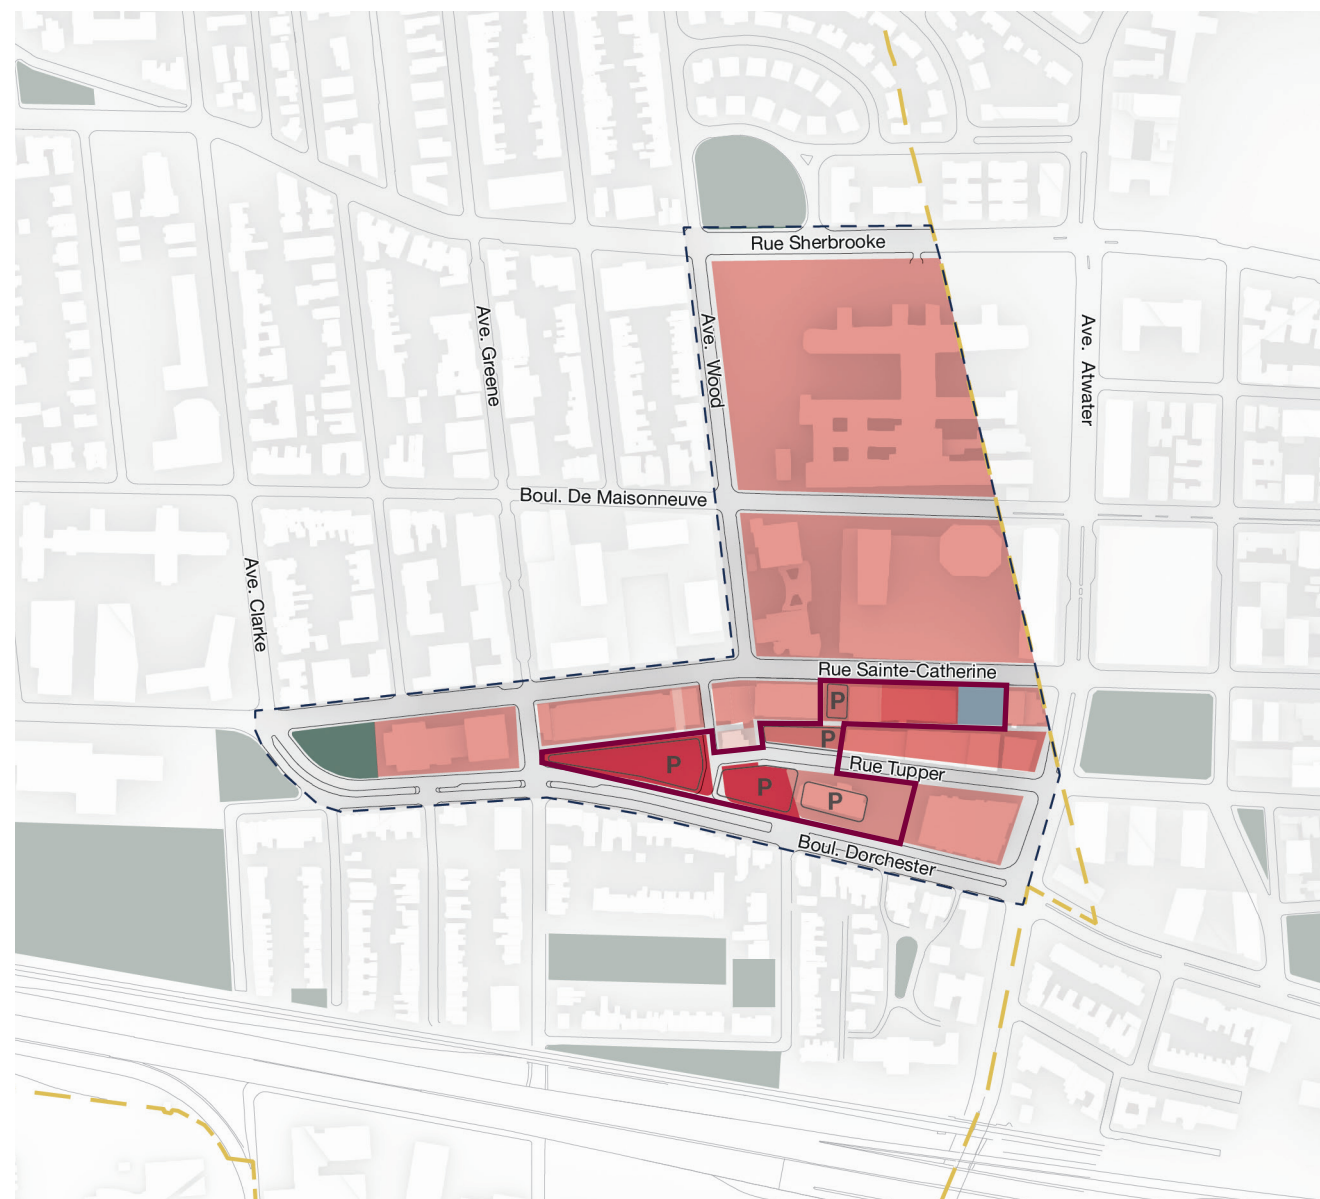 Rue Sherbrooke
Ave. Greene
Ave. Wood
Ave. Atwater
Boul. De Maisonneuve
Ave. Clarke
Rue Sainte-Catherine
P
P
P
Rue Tupper
P
P
Boul. Dorchester